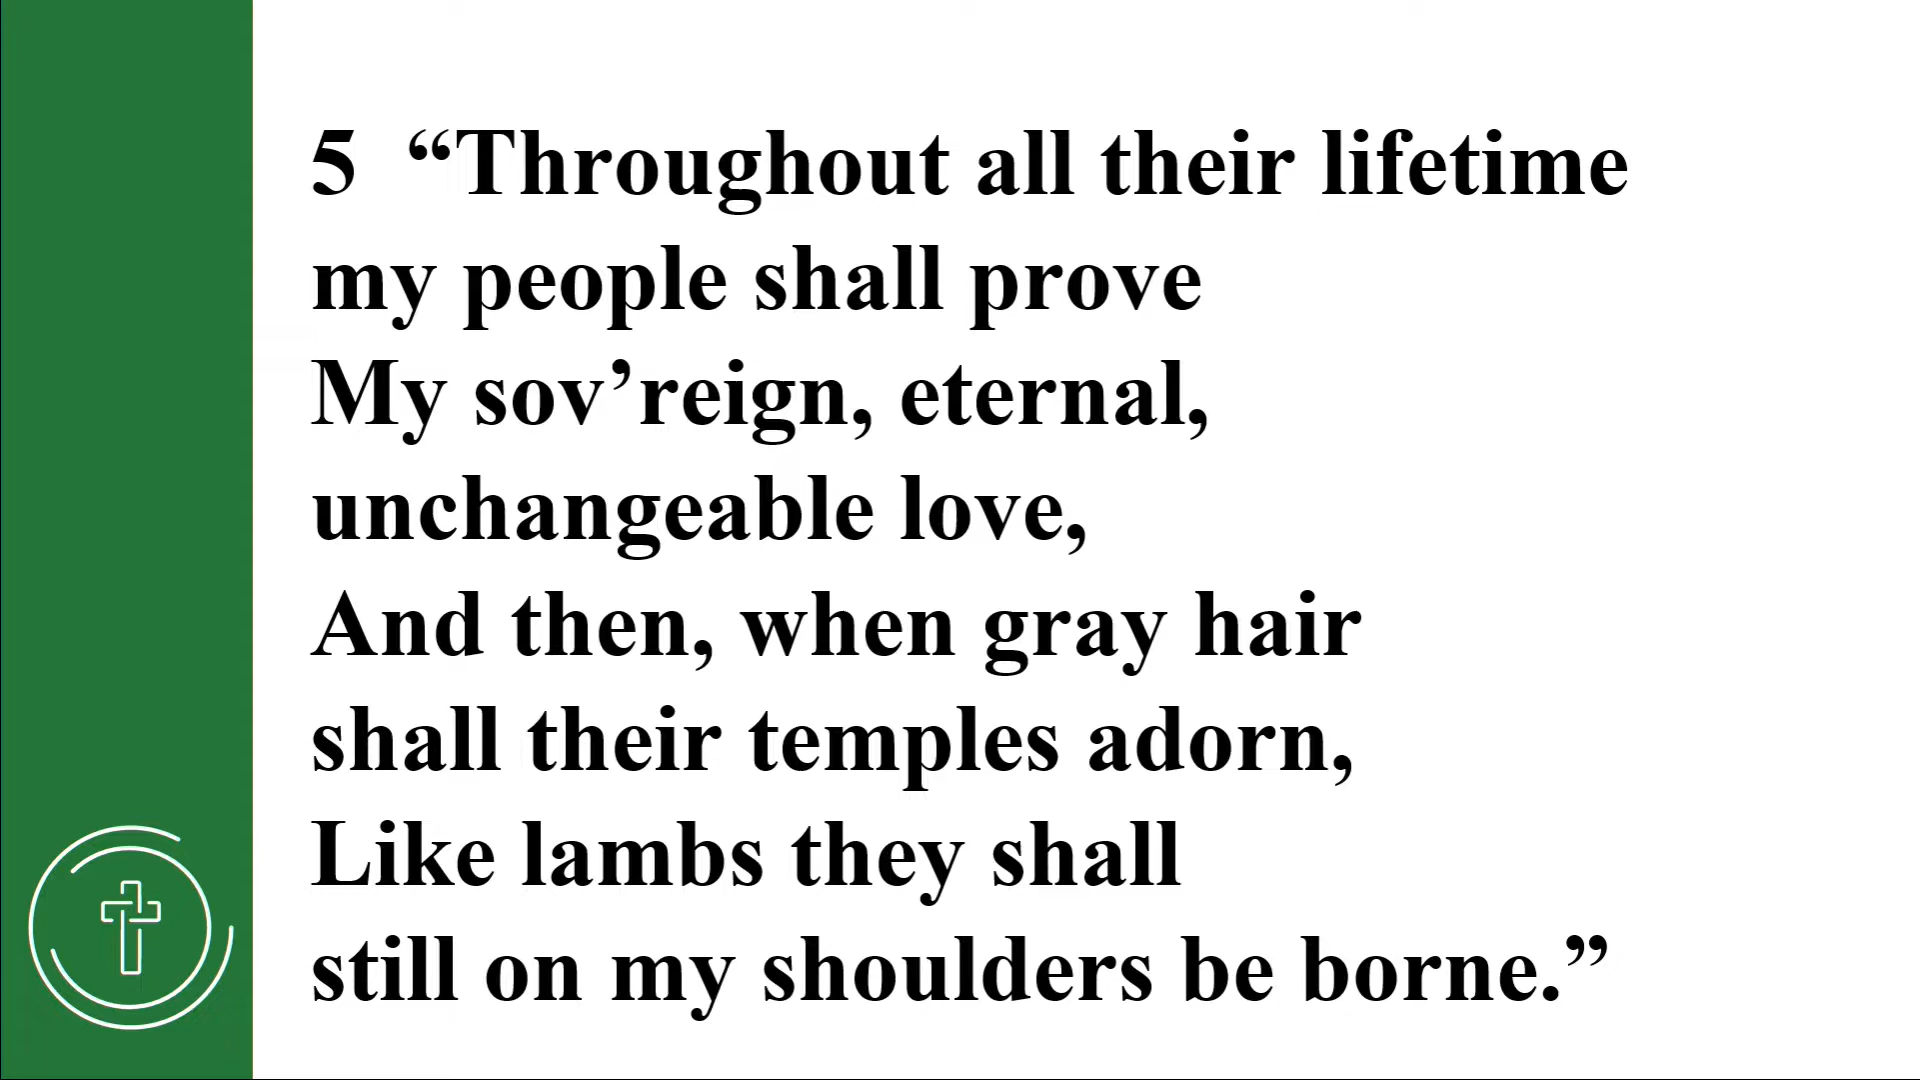 5  “Throughout all their lifetime
my people shall prove
My sov’reign, eternal,
unchangeable love,
And then, when gray hair
shall their temples adorn,
Like lambs they shall
still on my shoulders be borne.”